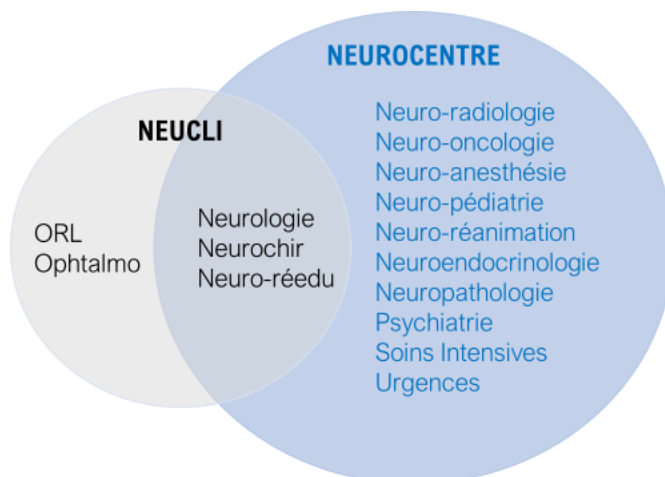 NEUROCENTRE
NEUCLI
ORL
Ophtalmo
Neurologie
Neurochir
Neuro-réedu
Neuro-radiologie
Neuro-oncologie
Neuro-anesthésie
Neuro-pédiatrie
Neuro-réanimation
Neuroendocrinologie
Neuropathologie
Psychiatrie
Soins Intensives
Urgences